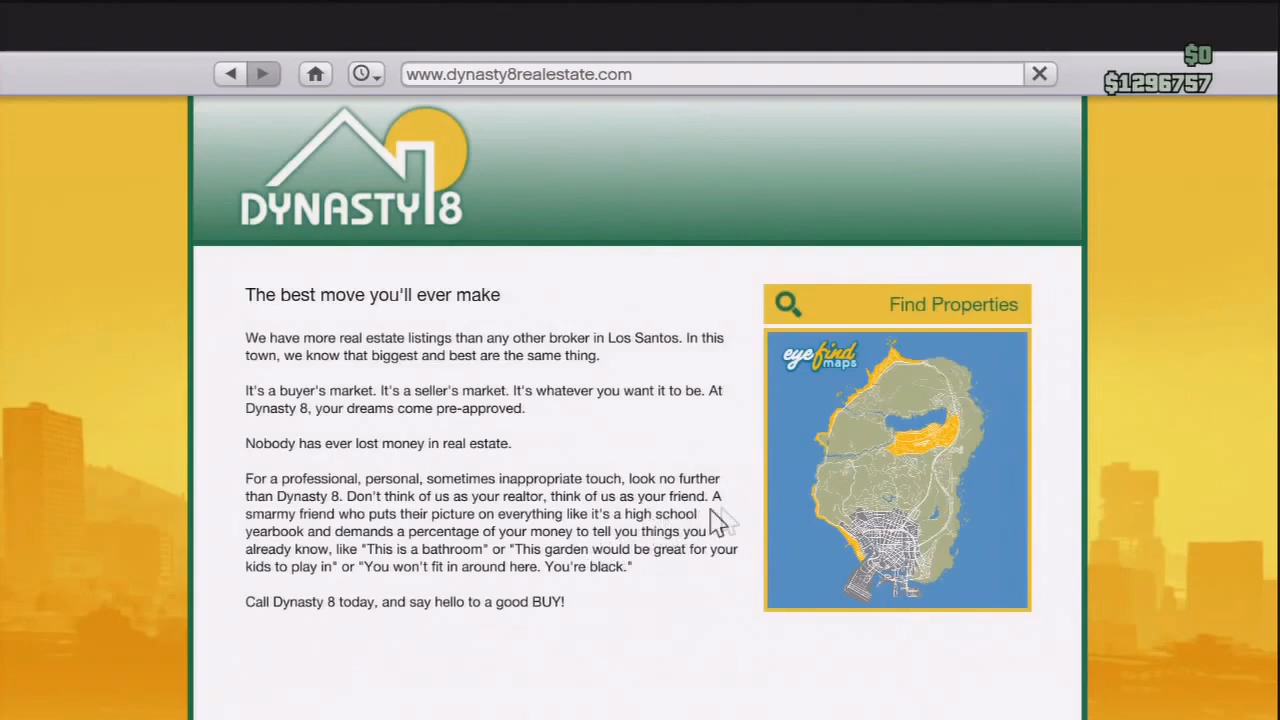 $0
www.dynasty8realestate.com
$1296757
DYNASTY 8
The best move you'll ever make
Find Properties
We have more real estate listings than any other broker in Los Santos. In this
town, we know that biggest and best are the same thing.
eyefind
maps
It's a buyer's market. It's a seller's market. It's whatever you want it to be. At
Dynasty 8, your dreams come pre-approved.
Nobody has ever lost money in real estate.
For a professional, personal, sometimes inappropriate touch, look no further
than Dynasty 8. Don't think of us as your realtor, think of us as your friend. A
smarmy friend who puts their picture on everything like it's a high school
yearbook and demands a percentage of your money to tell you things you
already know, like "This is a bathroom" or "This garden would be great for your
kids to play in" or "You won't fit in around here. You're black."
Call Dynasty 8 today, and say hello to a good BUY!